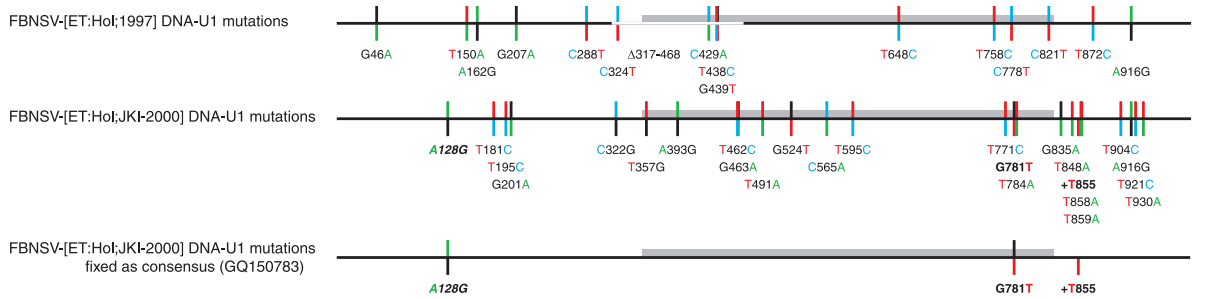 FBNSV-[ET:Hol;1997] DNA-U1 mutations
G46A T150A G207A C288T Δ317-468 C429A T648C T758C C821T T872C
A162G C324T T438C C778T A916G
G439T
FBNSV-[ET:Hol;JKI-2000] DNA-U1 mutations
A128G T181C C322G A393G T462C G524T T595C T771C G835A T904C
T195C T357G G463A C565A G781T T848A A916G
G201A T491A T784A +T855 T921C
T858A T930A
T859A
FBNSV-[ET:Hol;JKI-2000] DNA-U1 mutations
fixed as consensus (GQ150783)
A128G G781T +T855